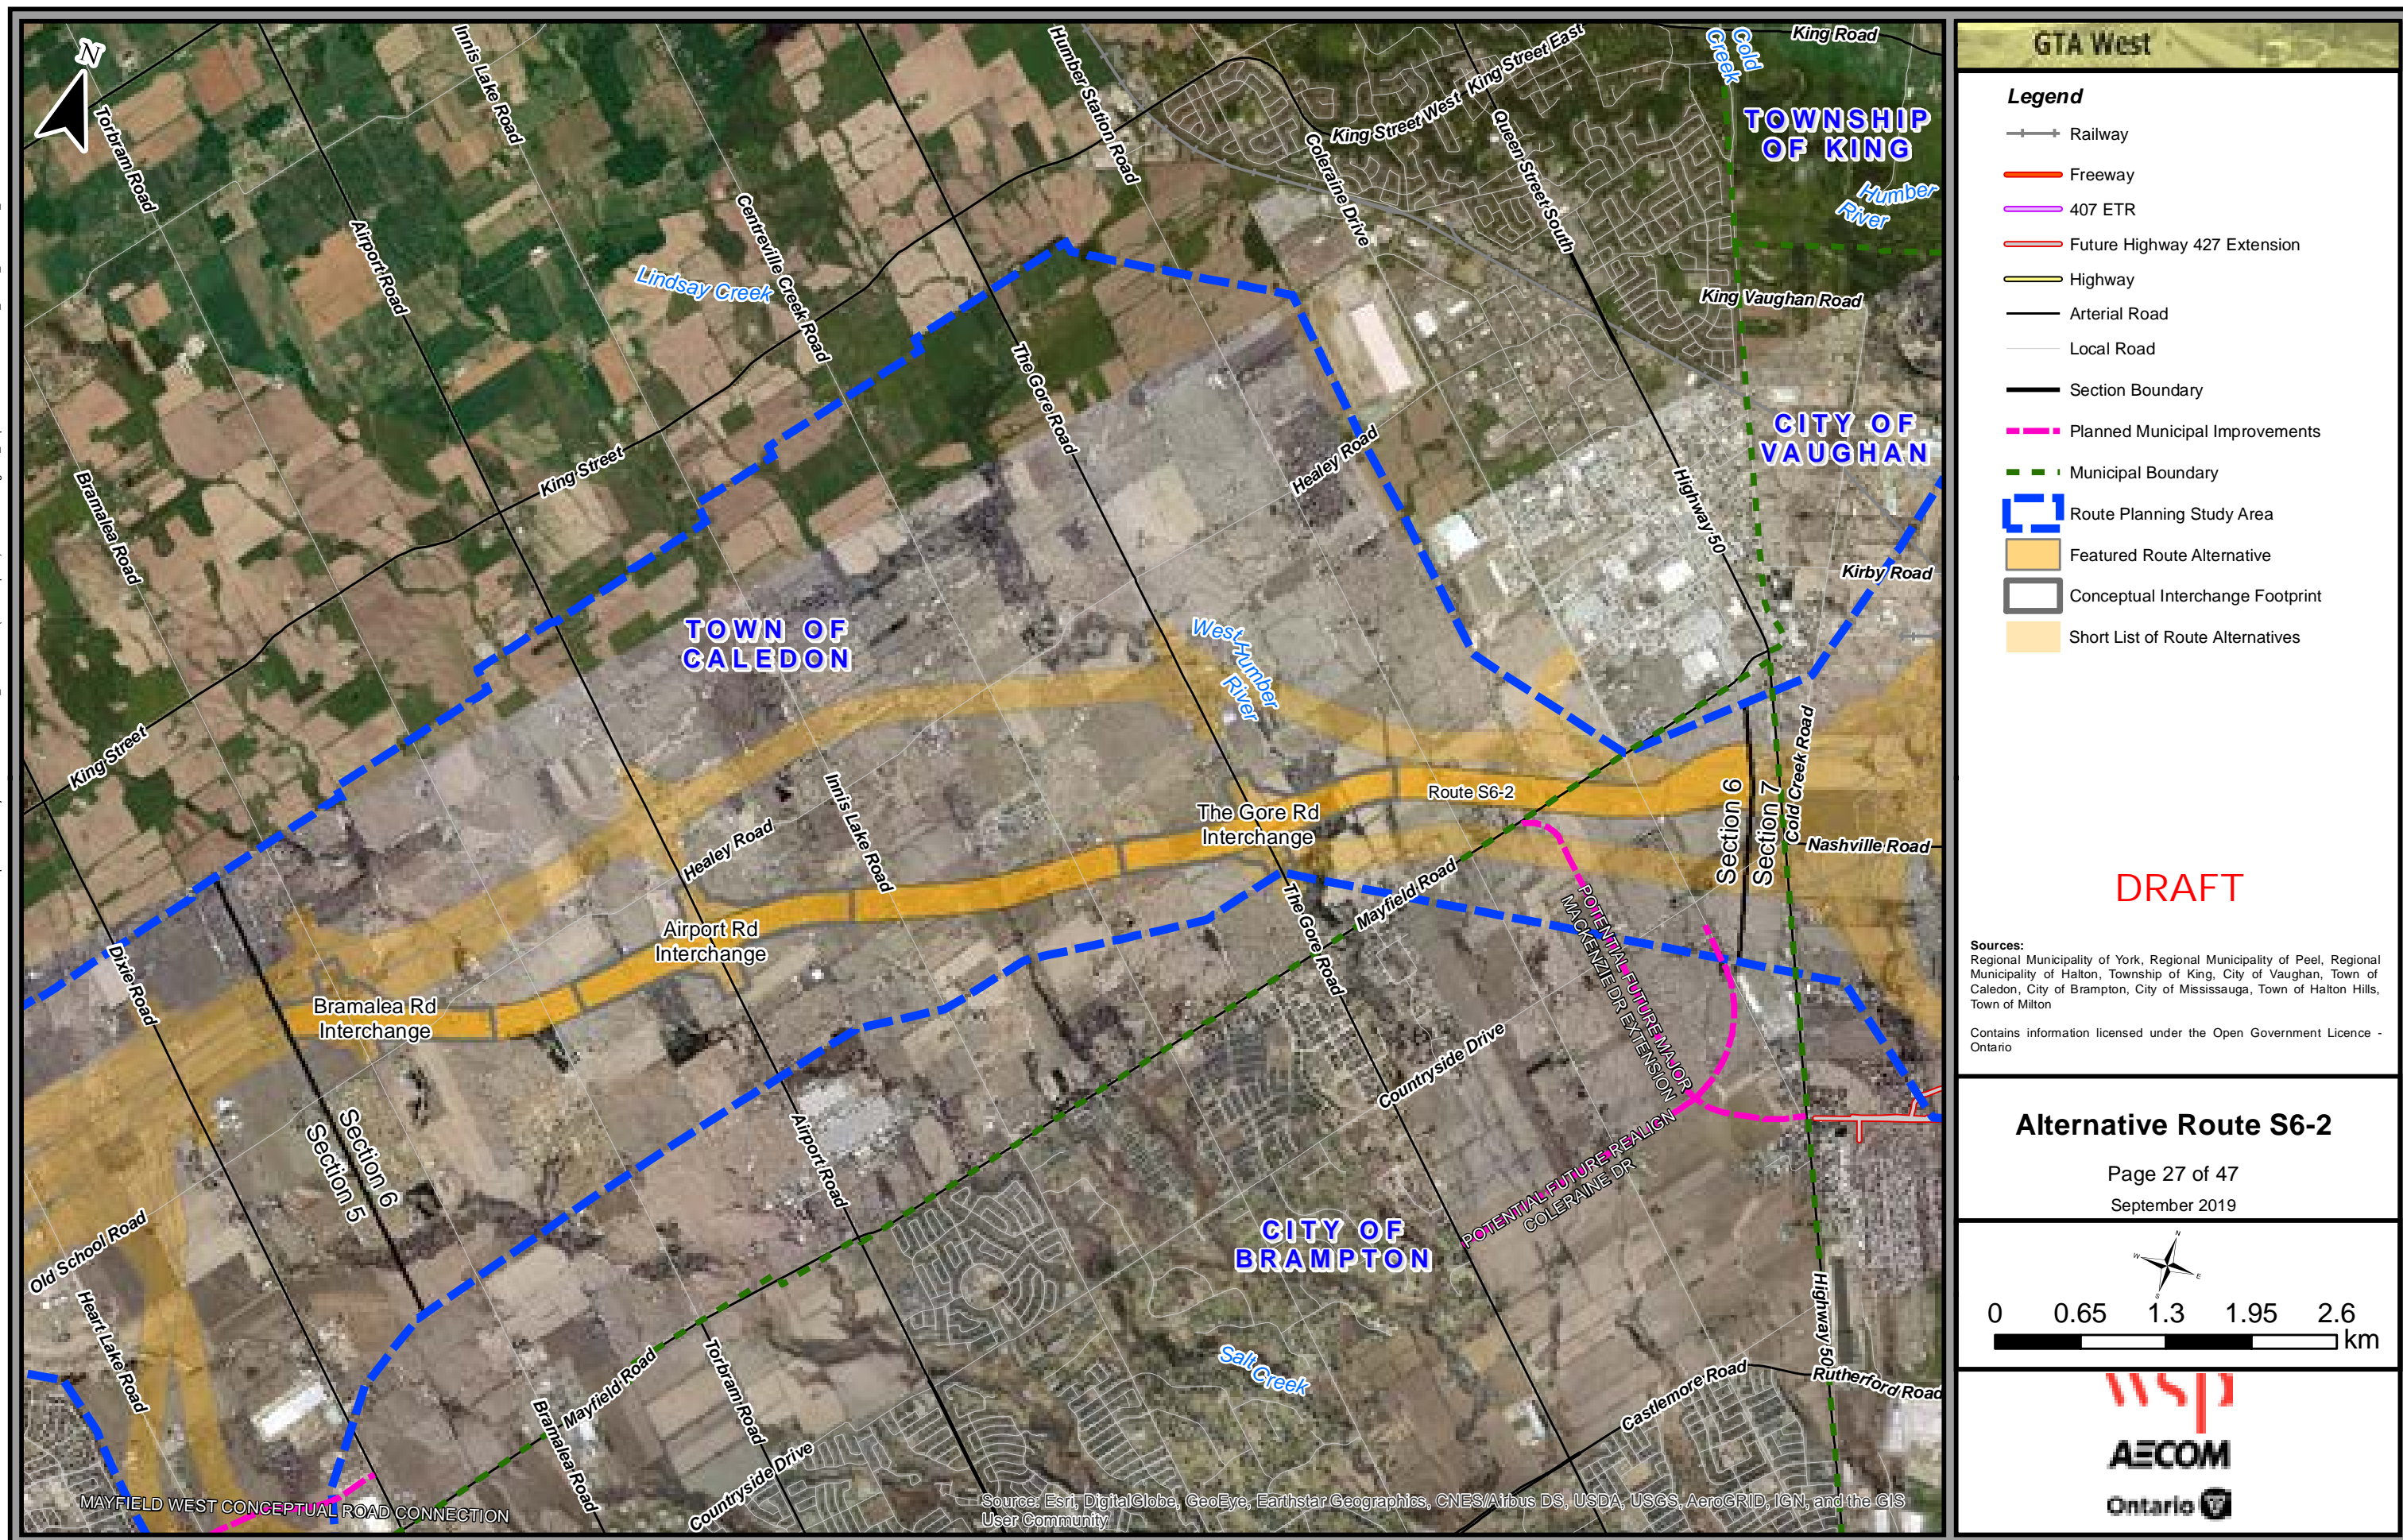 N
Torbram Road
Innis Lake Road
Airport Road
Humber Station Road
King Street West
King Street East
Cold
Creek
King Road
TOWNSHIP
OF KING
Humber
River
Coleraine Drive
Queen Street South
Centreville Creek Road
Lindsay Creek
The Gore Road
King Vaughan Road
CITY OF
VAUGHAN
Bramalea Road
King Street
Healey Road
Highway 50
Kirby Road
TOWN OF
CALEDON
West Humber
River
King Street
Innis Lake Road
Healey Road
The Gore Rd
Interchange
Route S6-2
Section 6
Section 7
Cold Creek Road
Nashville Road
Dixie Road
Airport Rd
Interchange
Bramalea Rd
Interchange
The Gore Road
Mayfield Road
POTENTIAL FUTURE MAJOR
MACKENZIE DR EXTENSION
Countryside Drive
Section 6
Section 5
Airport Road
POTENTIAL FUTURE REALIGN
COLERAINE DR
CITY OF
BRAMPTON
Old School Road
Heart Lake Road
Highway 50
Salt Creek
Castlemore Road
Rutherford Road
Mayfield Road
Torbram Road
Bramalea Road
Countryside Drive
MAYFIELD WEST CONCEPTUAL ROAD CONNECTION
Source: Esri, DigitalGlobe, GeoEye, Earthstar Geographics, CNES/Airbus DS, USDA, USGS, AeroGRID, IGN, and the GIS
User Community
GTA West
Legend
Railway
Freeway
407 ETR
Future Highway 427 Extension
Highway
Arterial Road
Local Road
Section Boundary
Planned Municipal Improvements
Municipal Boundary
Route Planning Study Area
Featured Route Alternative
Conceptual Interchange Footprint
Short List of Route Alternatives
DRAFT
Sources:
Regional Municipality of York, Regional Municipality of Peel, Regional
Municipality of Halton, Township of King, City of Vaughan, Town of
Caledon, City of Brampton, City of Mississauga, Town of Halton Hills,
Town of Milton
Contains information licensed under the Open Government Licence -
Ontario
Alternative Route S6-2
Page 27 of 47
September 2019
N
W
E
S
0 0.65 1.3 1.95 2.6
km
wsp
AECOM
Ontario